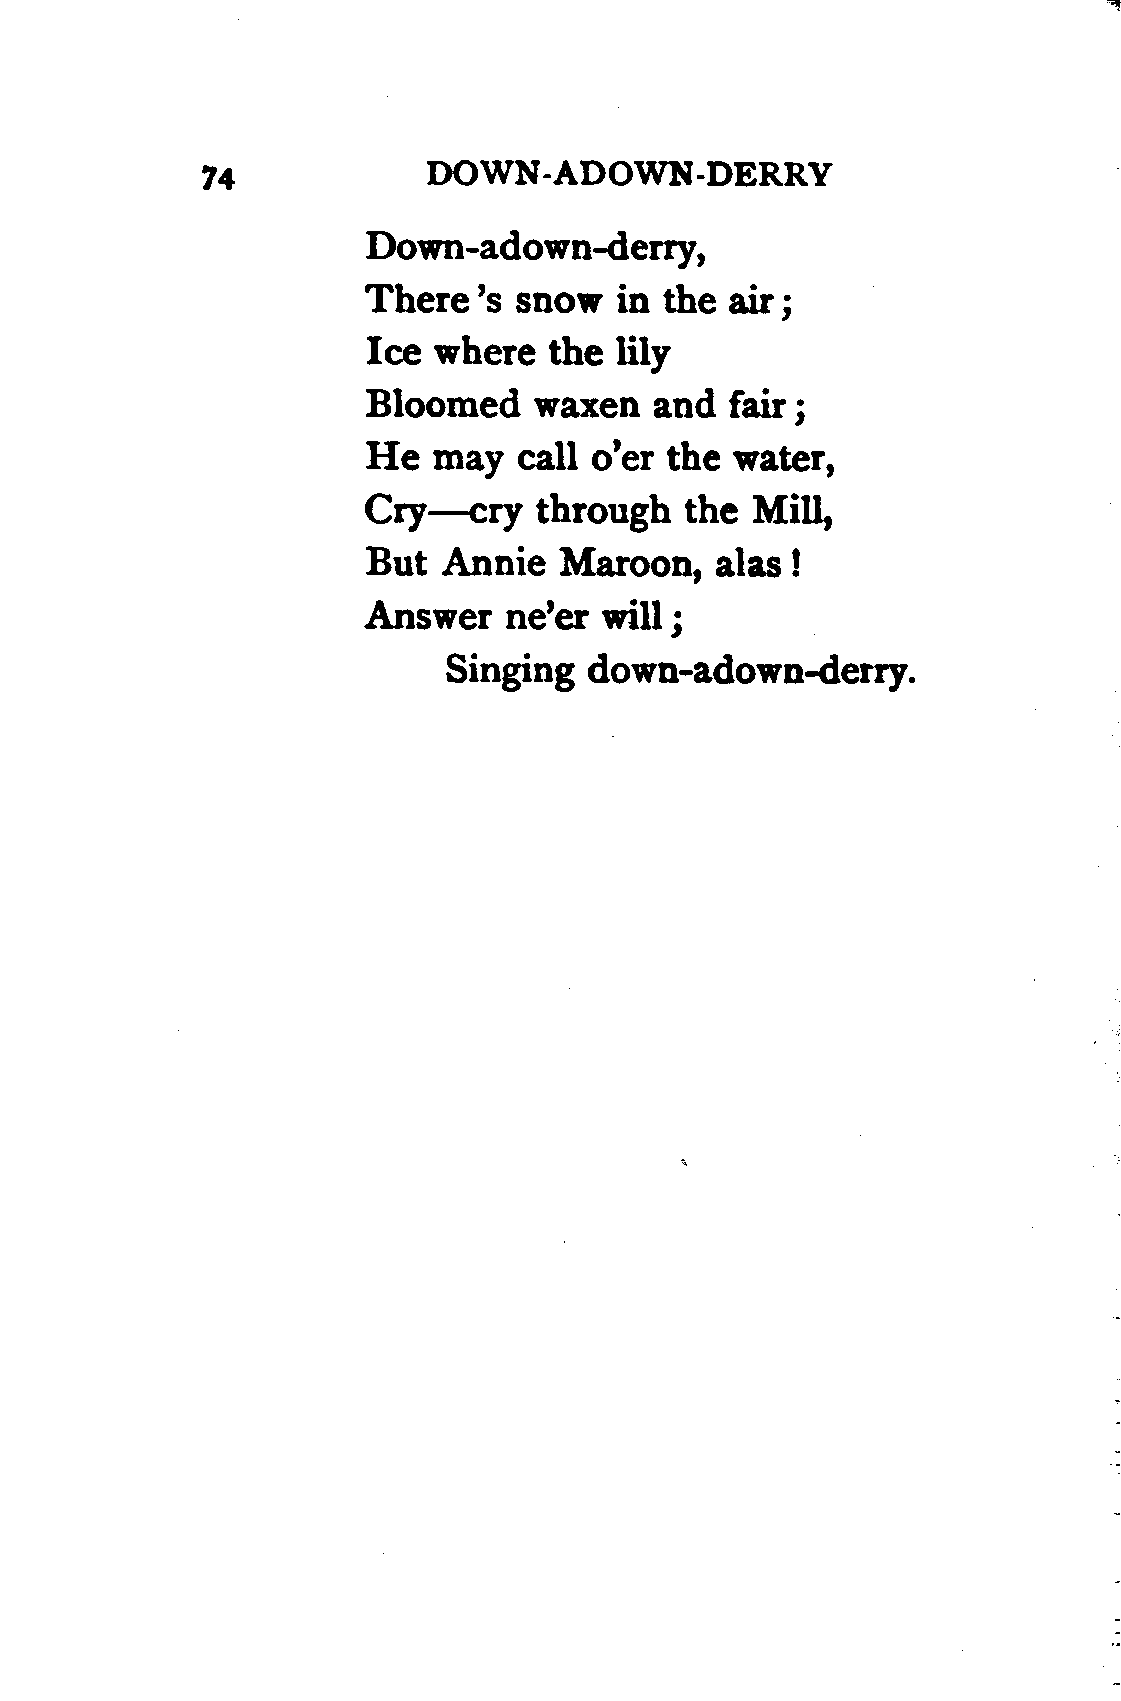 74 DOWN-ADOWN-DERRY
Down-adown-derry,
There 's snow in the air;
Ice where the lily
Bloomed waxen and fair;
He may call o'er the water,
Cry—cry through the Mill,
But Annie Maroon, alas!
Answer ne'er will;
Singing down-adown-derry.